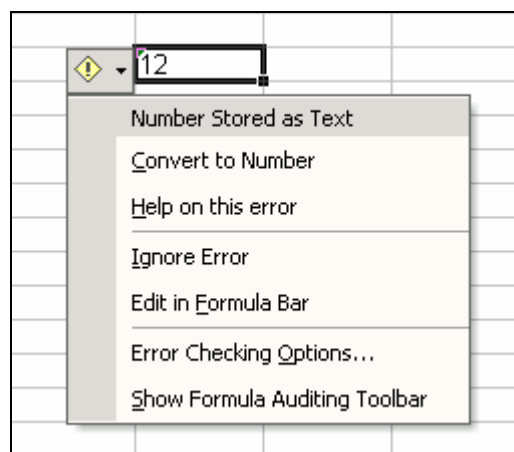 12
Number Stored as Text
Convert to Number
Help on this error
Ignore Error
Edit in Formula Bar
Error Checking Options...
Show Formula Auditing Toolbar